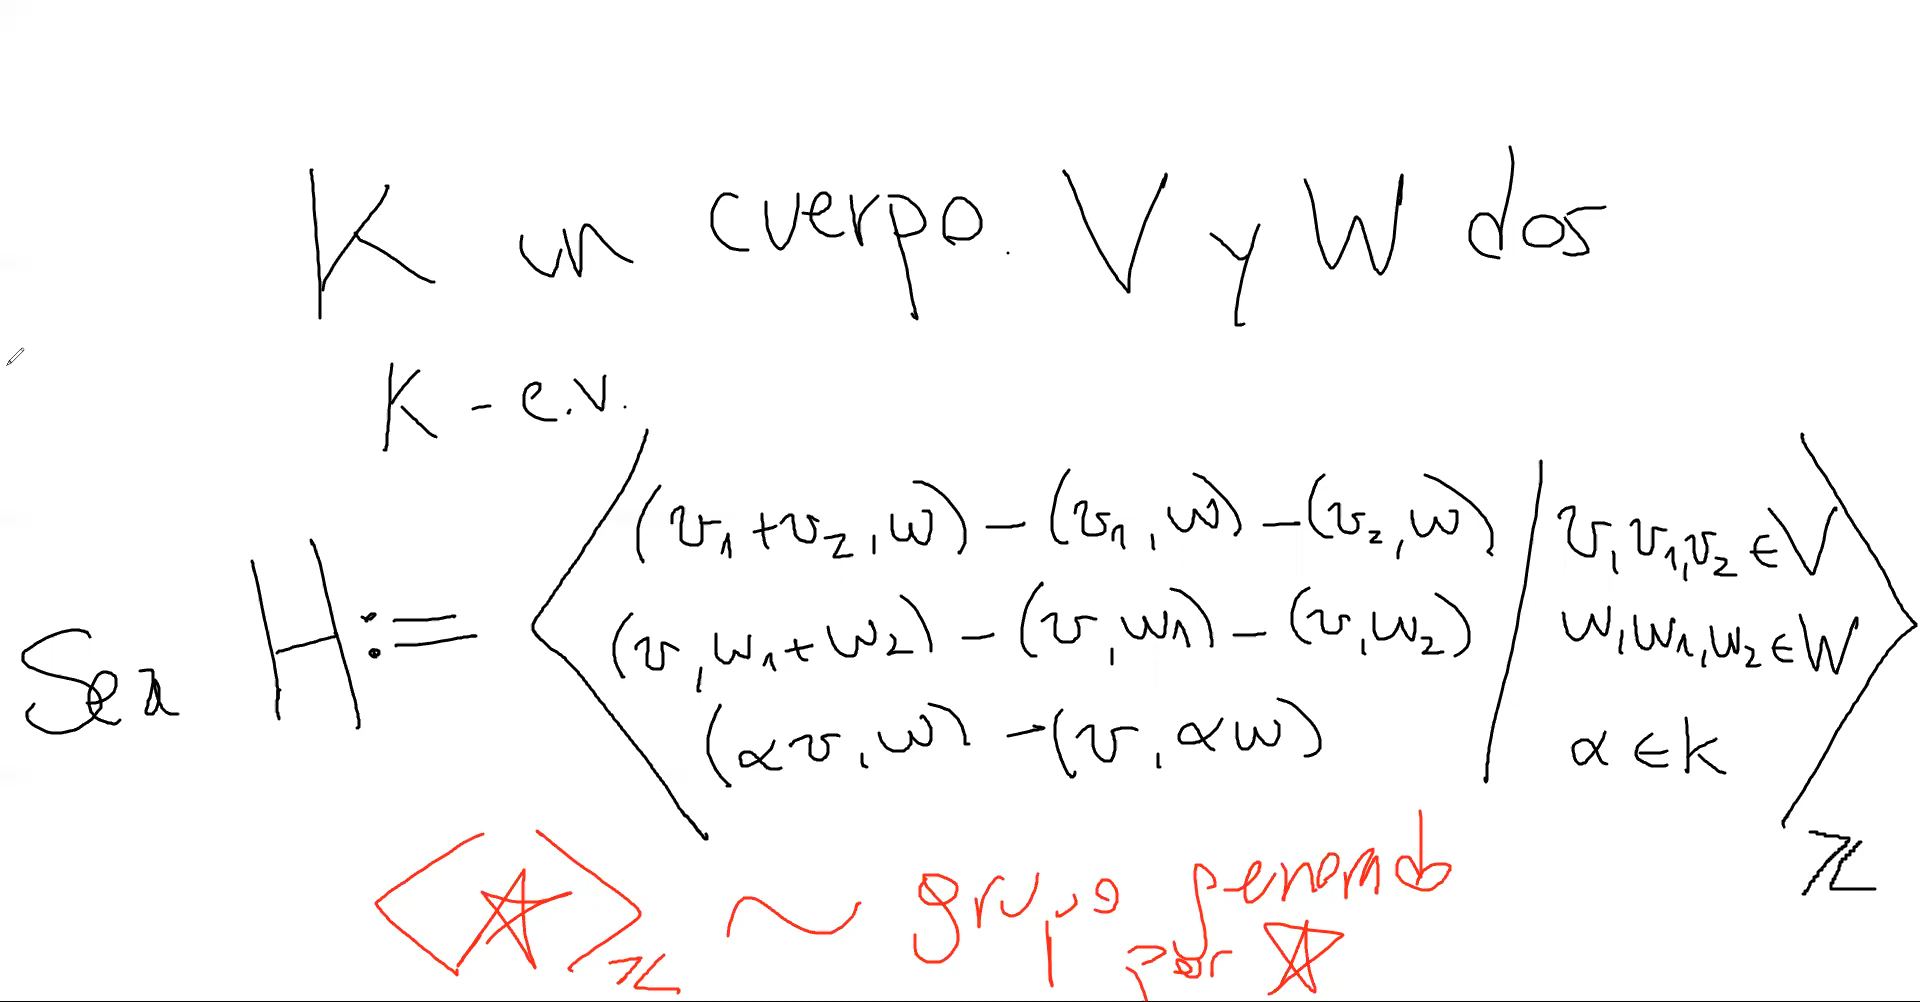 K un cuerpo. V y W dos
K - e.v.
(v₁+v₂, w) - (v₁, w) - (v₂, w) | v, v₁, v₂ ∈ V
Sea H := ⟨ (v, w₁+w₂) - (v, w₁) - (v, w₂) | w, w₁, w₂ ∈ W ⟩ ℤ
(αv, w) - (v, αw) | α ∈ k
⟨☆⟩ ℤ ~ grupo generado
por ☆